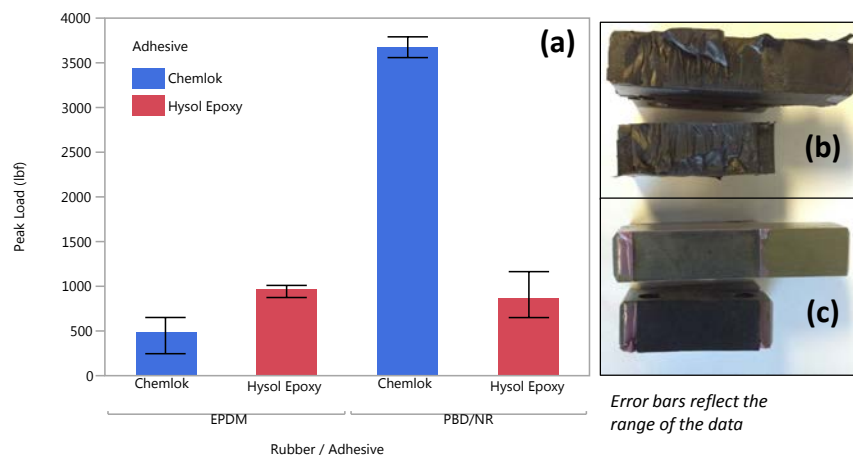 4000
3500
3000
2500
2000
1500
1000
500
0
Peak Load (lbf)
Adhesive
Chemlok
Hysol Epoxy
(a)
Chemlok
Hysol Epoxy
Chemlok
Hysol Epoxy
EPDM
PBD/NR
Rubber / Adhesive
(b)
(c)
Error bars reflect the
range of the data